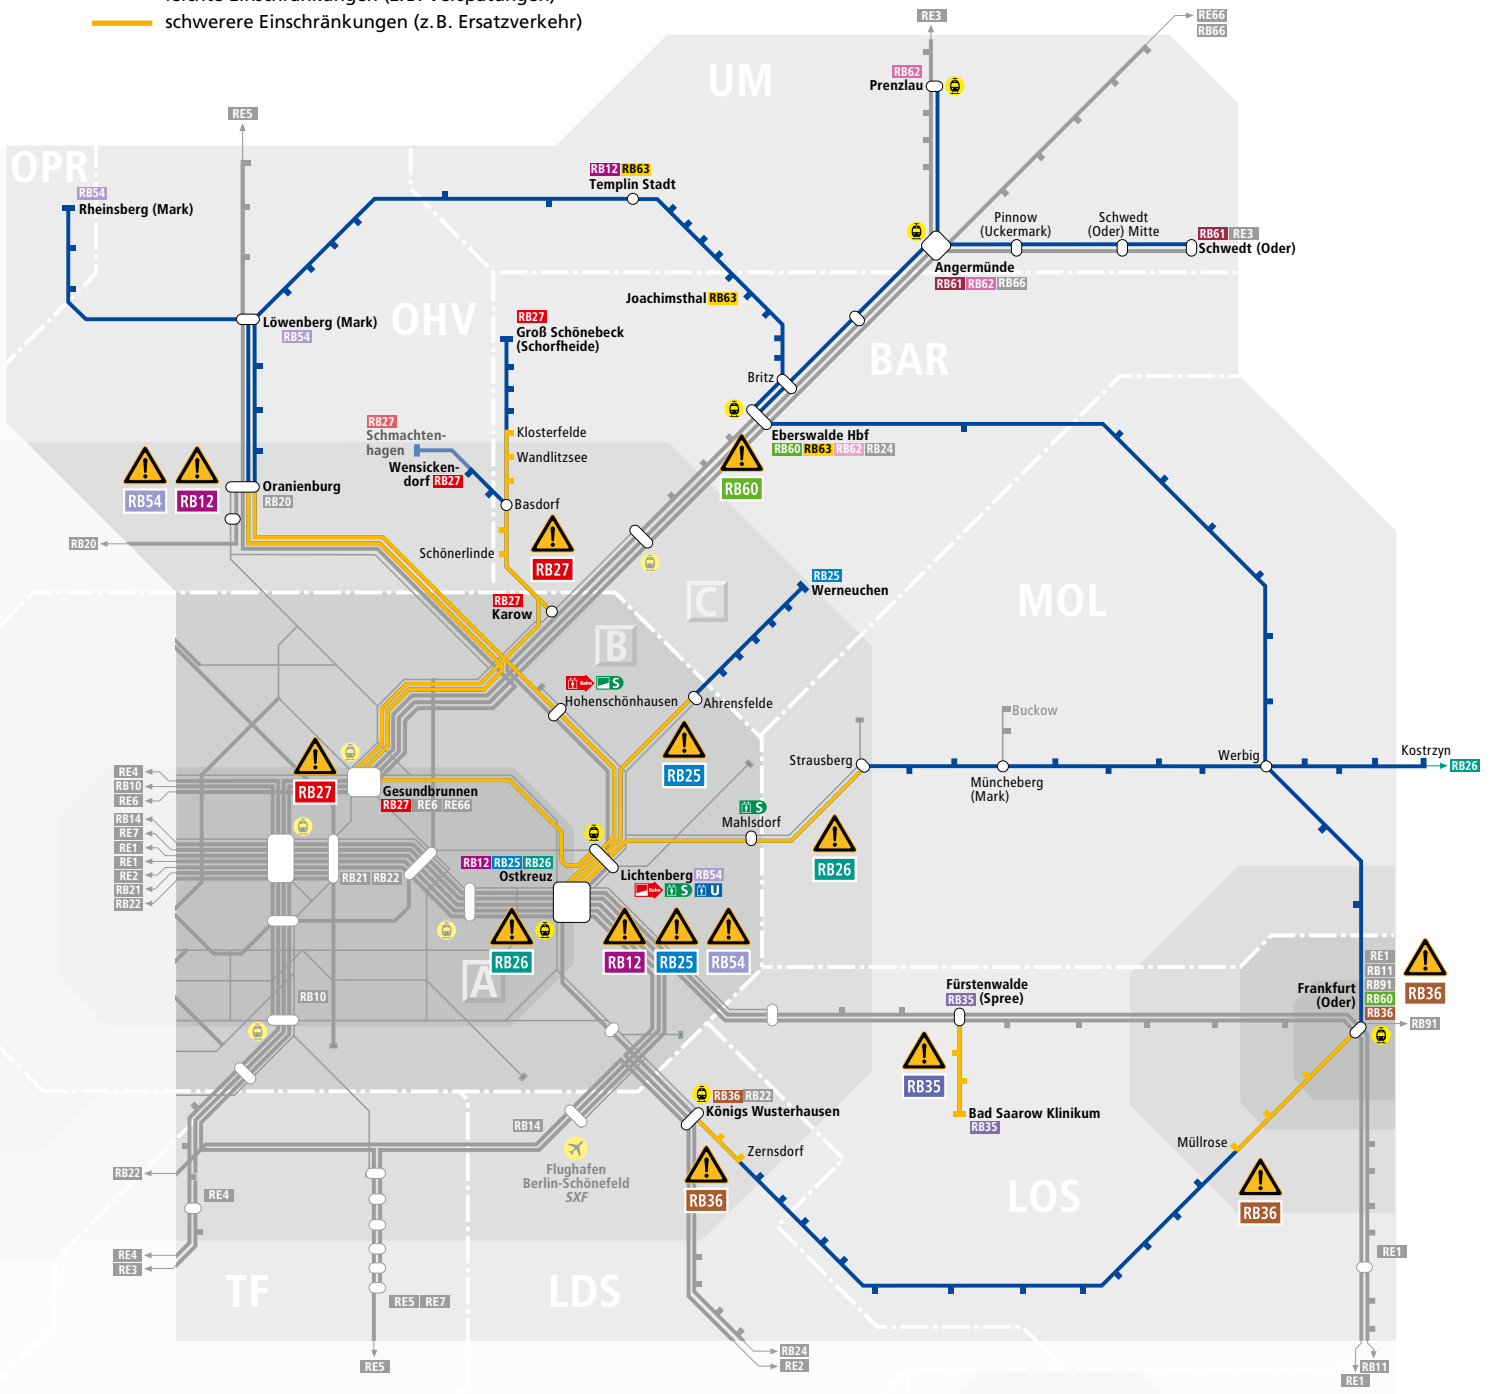 schwerere Einschränkungen (z.B. Ersatzverkehr)
RE3
RE66
RB66
UM
RB62
Prenzlau
RE5
OPR
RB54
Rheinsberg (Mark)
RB12 RB63
Templin Stadt
Pinnow
(Uckermark)
Schwedt
(Oder) Mitte
RB61 RE3
Schwedt (Oder)
Angermünde
RB61 RB62 RB66
Joachimsthal RB63
OHV
Löwenberg (Mark)
RB54
RB27
Groß Schönebeck
(Schorfheide)
BAR
Britz
RB27
Schmachten-
hagen
Wensicken-
dorf RB27
Klosterfelde
Wandlitzsee
Eberswalde Hbf
RB60 RB63 RB62 RB24
RB60
RB54
RB12
Oranienburg
RB20
Basdorf
RB20
Schönerlinde
RB27
RB27
Karow
RB25
Werneuchen
MOL
C
B
Bahn S
Hohenschönhausen
Ahrensfelde
RB25
Buckow
Strausberg
Werbig
Kostrzyn
RB26
Müncheberg
(Mark)
RB27
Gesundbrunnen
RB27 RE6 RE66
RE4
RB10
RE6
RB14
RE7
RE1
RE1
RE2
RB21
RB22
S
Mahlsdorf
RB26
RB12 RB25 RB26
Ostkreuz
Lichtenberg RB54
Bahn S U
RB21 RB22
RB26
RB12
RB25
RB54
A
RB10
Fürstenwalde
RB35 (Spree)
Frankfurt
(Oder)
RE1
RB11
RB91
RB60
RB36
RB36
RB91
RB35
Bad Saarow Klinikum
RB35
RB36 RB22
Königs Wusterhausen
Zernsdorf
RB36
Müllrose
RB36
RB14
Flughafen
Berlin-Schönefeld
SXF
RB22
RE4
LOS
RE4
RE3
TF
LDS
RE5 RE7
RE1
RB24
RE2
RE5
RB11
RE1